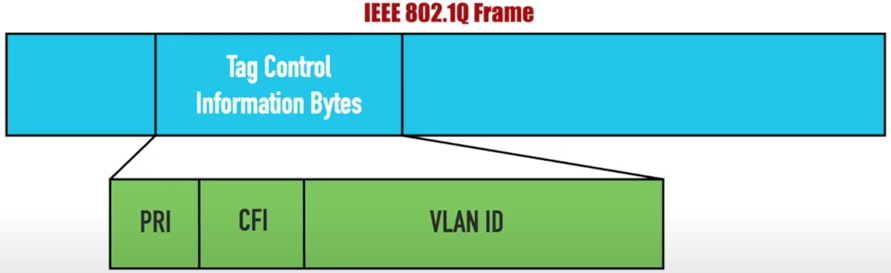 IEEE 802.1Q Frame
Tag Control
Information Bytes
PRI
CFI
VLAN ID